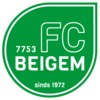 FC
7753
BEIGEM
sinds 1972